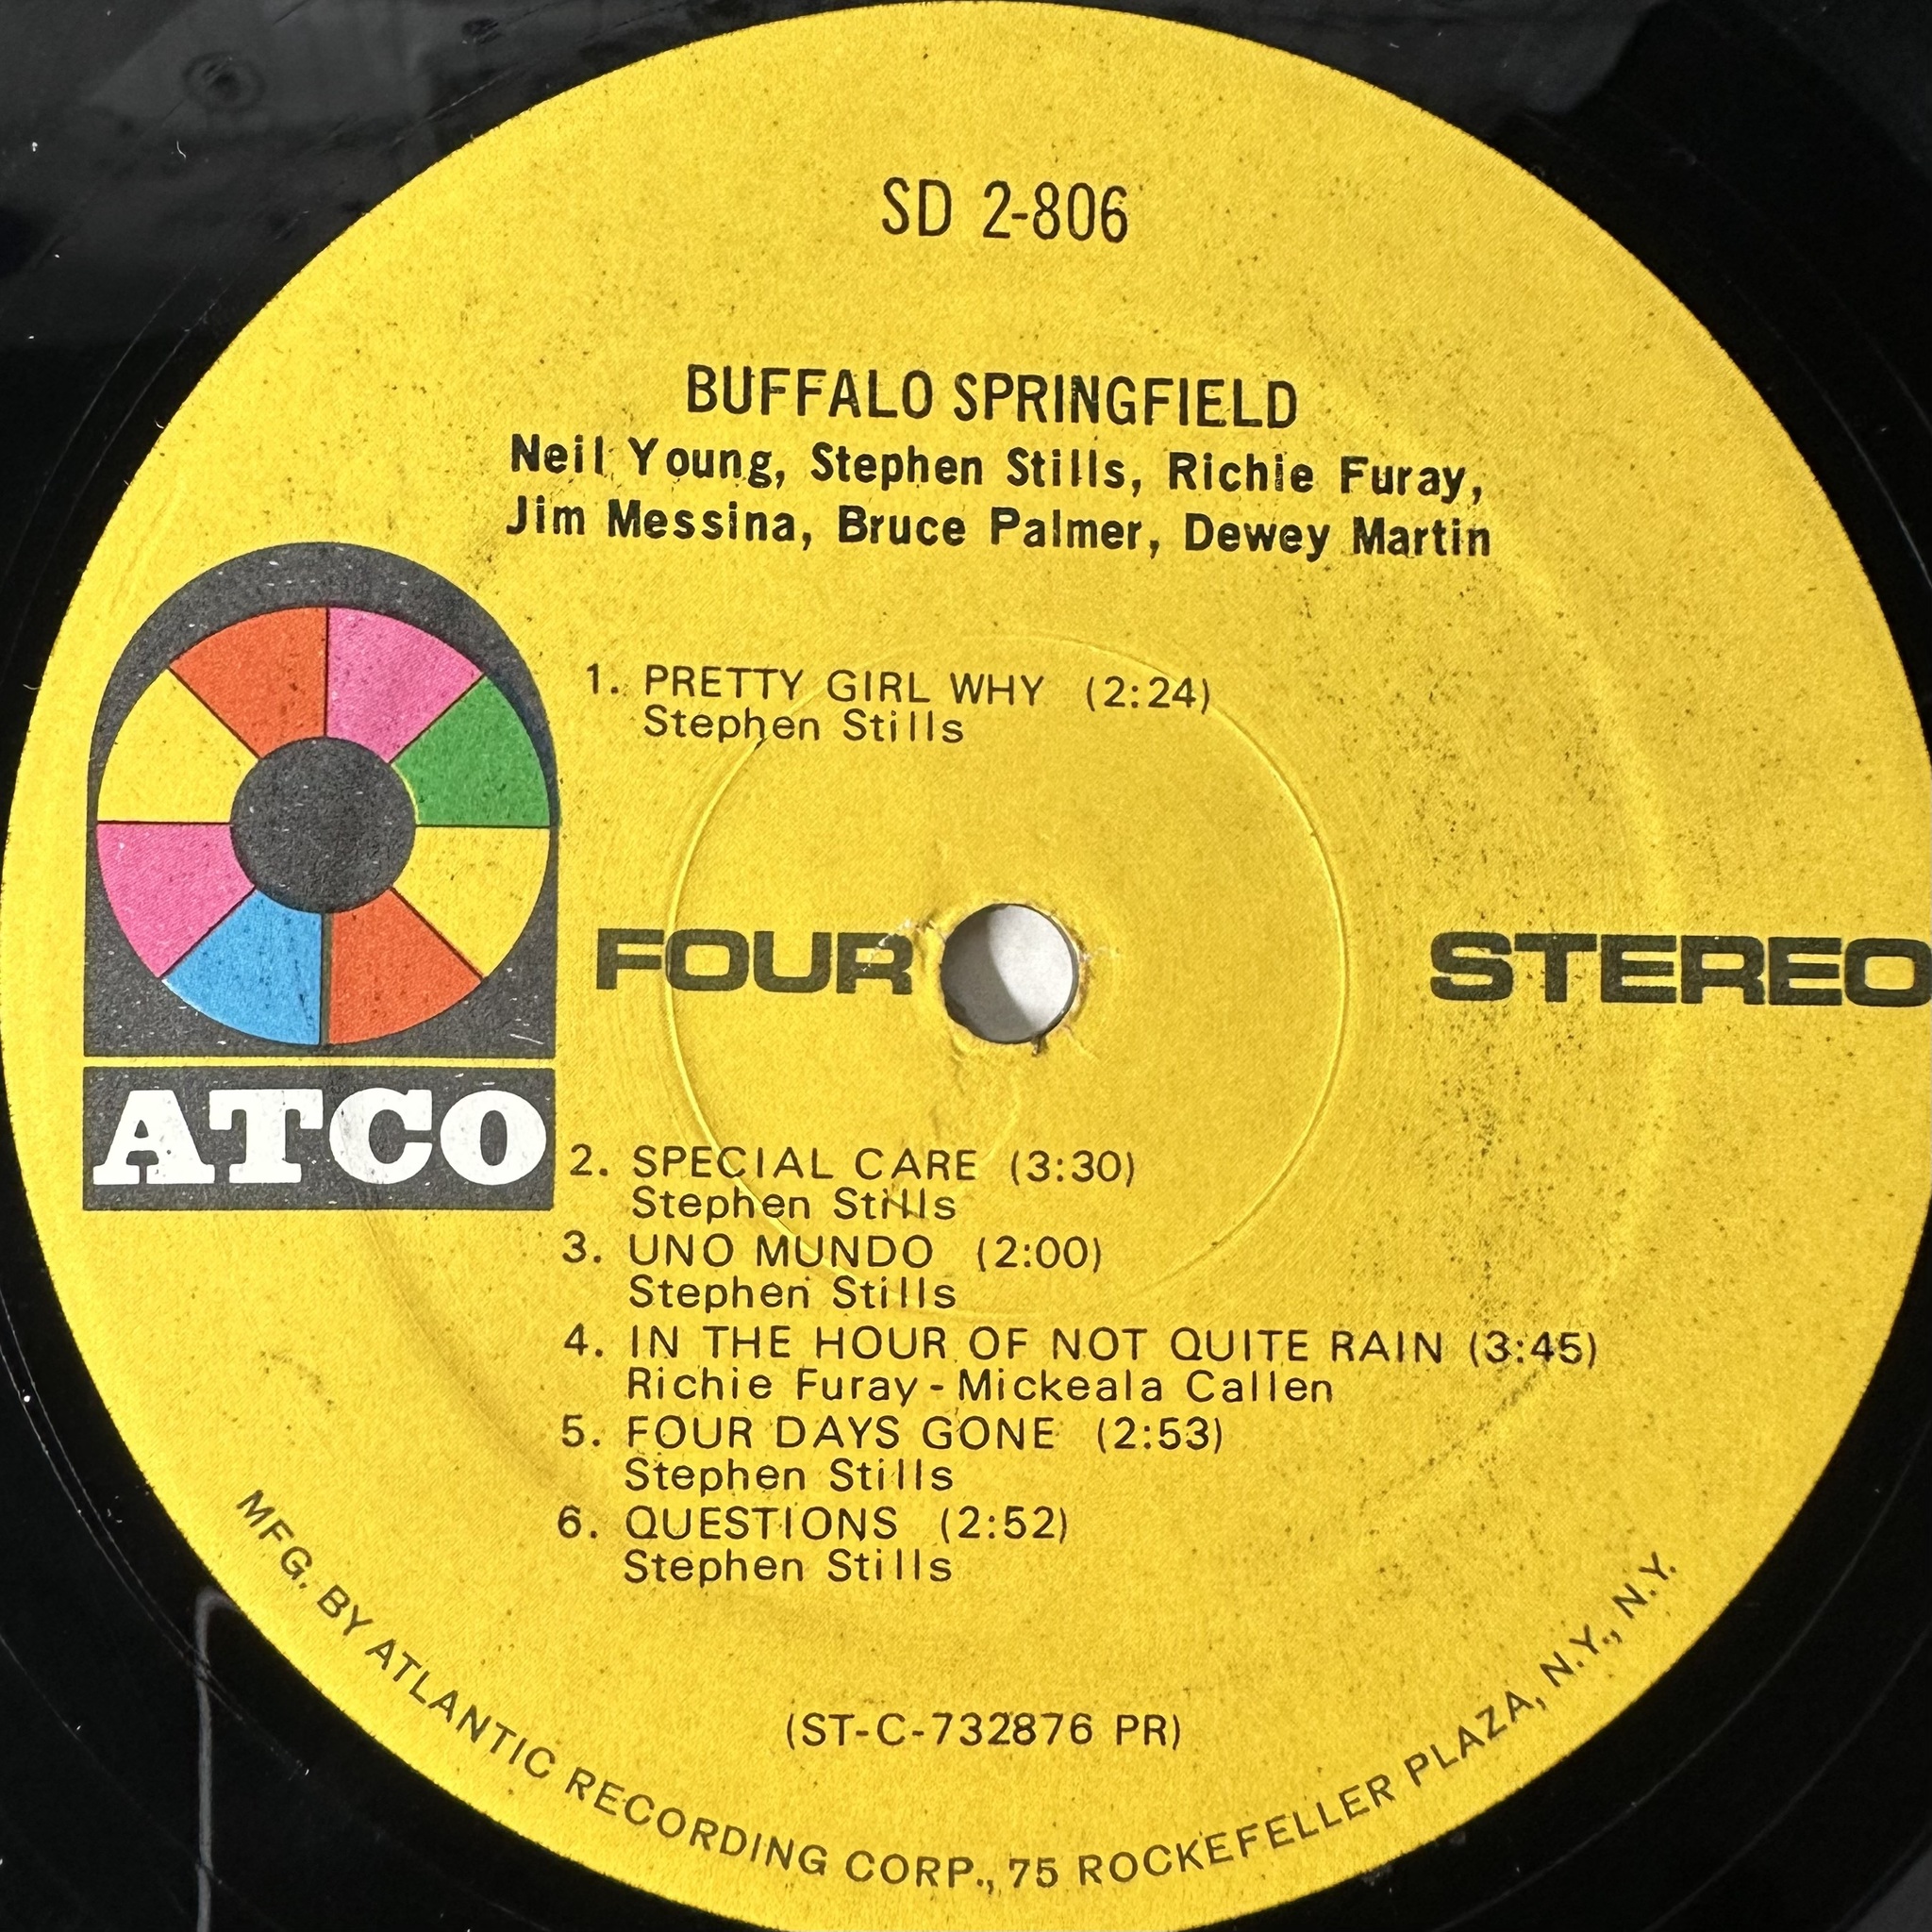 SD 2-806
BUFFALO SPRINGFIELD
Neil Young, Stephen Stills, Richie Furay,
Jim Messina, Bruce Palmer, Dewey Martin
1. PRETTY GIRL WHY (2:24)
Stephen Stills
FOUR
STEREO
ATCO
2. SPECIAL CARE (3:30)
Stephen Stills
3. UNO MUNDO (2:00)
Stephen Stills
4. IN THE HOUR OF NOT QUITE RAIN (3:45)
Richie Furay - Mickeala Callen
5. FOUR DAYS GONE (2:53)
Stephen Stills
6. QUESTIONS (2:52)
Stephen Stills
(ST-C-732876 PR)
MFG. BY ATLANTIC RECORDING CORP., 75 ROCKEFELLER PLAZA, N.Y., N.Y.